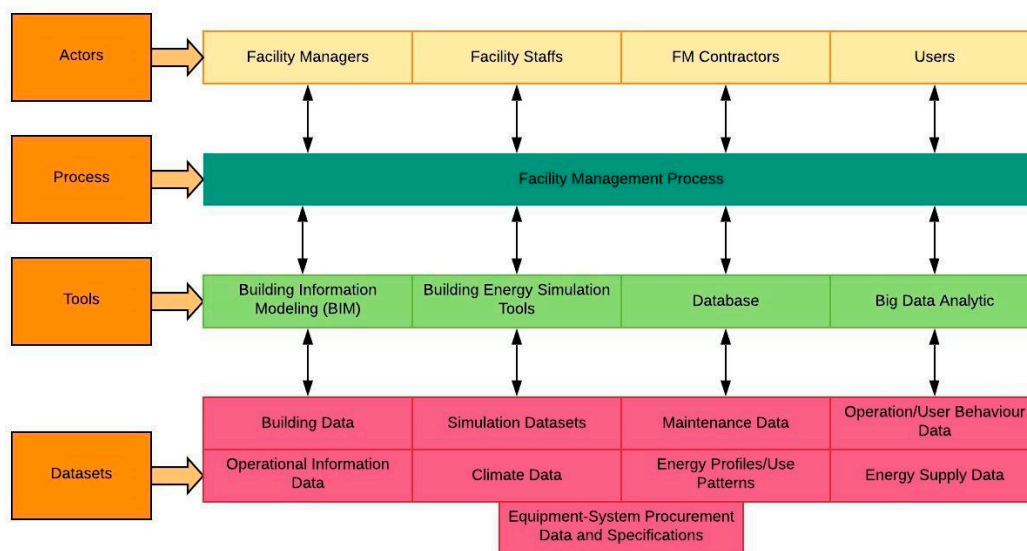 Actors
Facility Managers
Facility Staffs
FM Contractors
Users
Process
Facility Management Process
Tools
Building Information
Modeling (BIM)
Building Energy Simulation
Tools
Database
Big Data Analytic
Datasets
Building Data
Simulation Datasets
Maintenance Data
Operation/User Behaviour
Data
Operational Information
Data
Climate Data
Energy Profiles/Use
Patterns
Energy Supply Data
Equipment-System Procurement
Data and Specifications